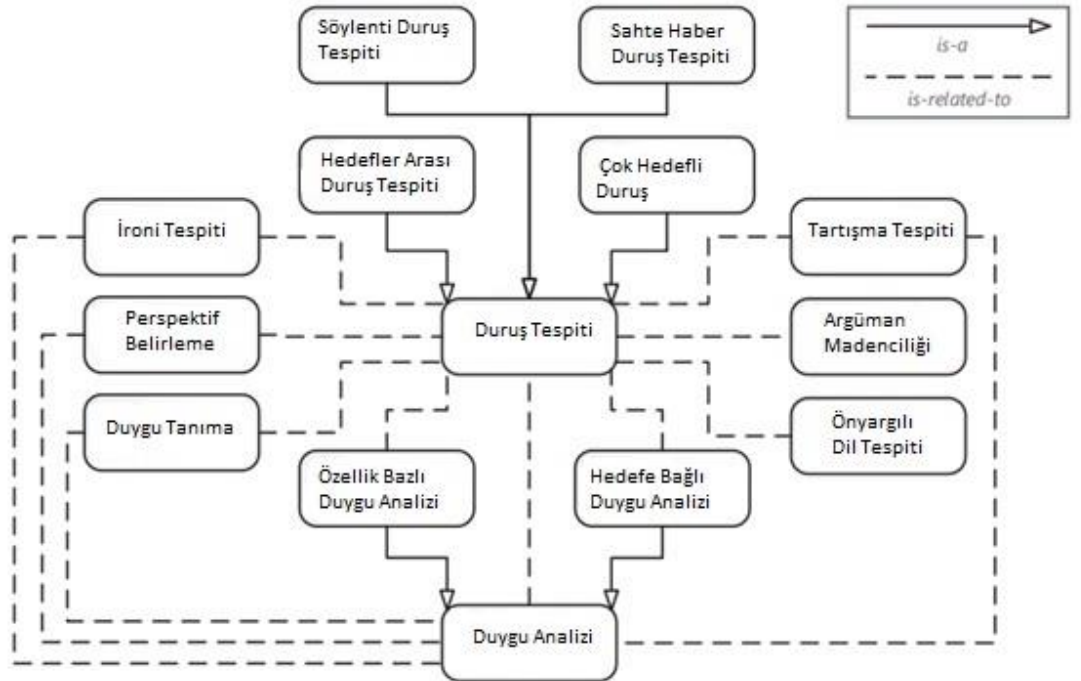 Söylenti Duruş
Tespiti
Sahte Haber
Duruş Tespiti
is-a
is-related-to
Hedefler Arası
Duruş Tespiti
Çok Hedefli
Duruş
İroni Tespiti
Tartışma Tespiti
Perspektif
Belirleme
Duruş Tespiti
Argüman
Madenciliği
Duygu Tanıma
Önyargılı
Dil Tespiti
Özellik Bazlı
Duygu Analizi
Hedefe Bağlı
Duygu Analizi
Duygu Analizi